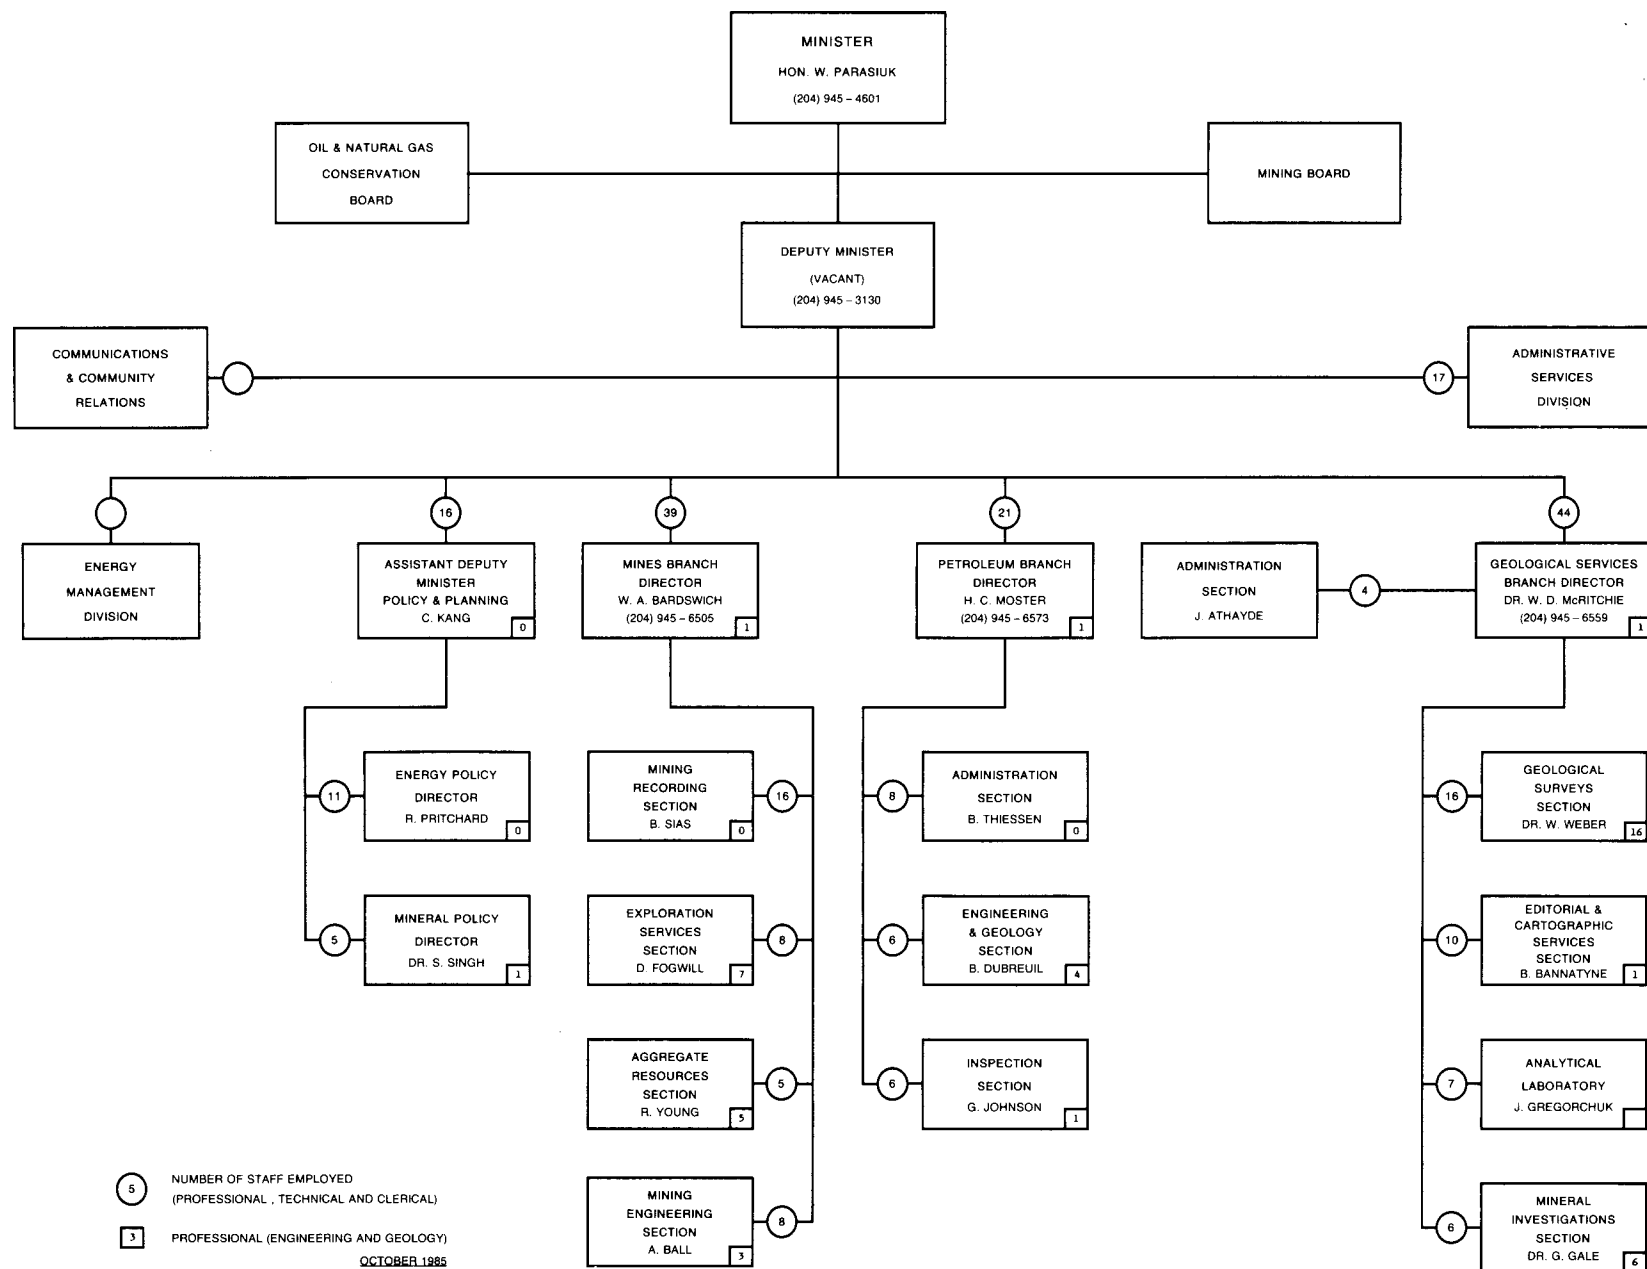 MINISTER
HON. W. PARASIUK
(204) 945 – 4601
OIL & NATURAL GAS
CONSERVATION
BOARD
MINING BOARD
DEPUTY MINISTER
(VACANT)
(204) 945 – 3130
COMMUNICATIONS
& COMMUNITY
RELATIONS
17
ADMINISTRATIVE
SERVICES
DIVISION
ENERGY
MANAGEMENT
DIVISION
16
ASSISTANT DEPUTY
MINISTER
POLICY & PLANNING
C. KANG
0
39
MINES BRANCH
DIRECTOR
W. A. BARDSWICH
(204) 945 – 6505
1
21
PETROLEUM BRANCH
DIRECTOR
H. C. MOSTER
(204) 945 – 6573
1
ADMINISTRATION
SECTION
J. ATHAYDE
4
44
GEOLOGICAL SERVICES
BRANCH DIRECTOR
DR. W. D. McRITCHIE
(204) 945 – 6559
1
11
ENERGY POLICY
DIRECTOR
R. PRITCHARD
0
5
MINERAL POLICY
DIRECTOR
DR. S. SINGH
1
MINING
RECORDING
SECTION
B. SIAS
0
16
EXPLORATION
SERVICES
SECTION
D. FOGWILL
7
8
AGGREGATE
RESOURCES
SECTION
R. YOUNG
5
5
MINING
ENGINEERING
SECTION
A. BALL
3
8
8
ADMINISTRATION
SECTION
B. THIESSEN
0
6
ENGINEERING
& GEOLOGY
SECTION
B. DUBREUIL
4
6
INSPECTION
SECTION
G. JOHNSON
1
16
GEOLOGICAL
SURVEYS
SECTION
DR. W. WEBER
16
10
EDITORIAL &
CARTOGRAPHIC
SERVICES
SECTION
B. BANNATYNE
1
7
ANALYTICAL
LABORATORY
J. GREGORCHUK
6
MINERAL
INVESTIGATIONS
SECTION
DR. G. GALE
6
5
NUMBER OF STAFF EMPLOYED
(PROFESSIONAL , TECHNICAL AND CLERICAL)
3
PROFESSIONAL (ENGINEERING AND GEOLOGY)
OCTOBER 1985